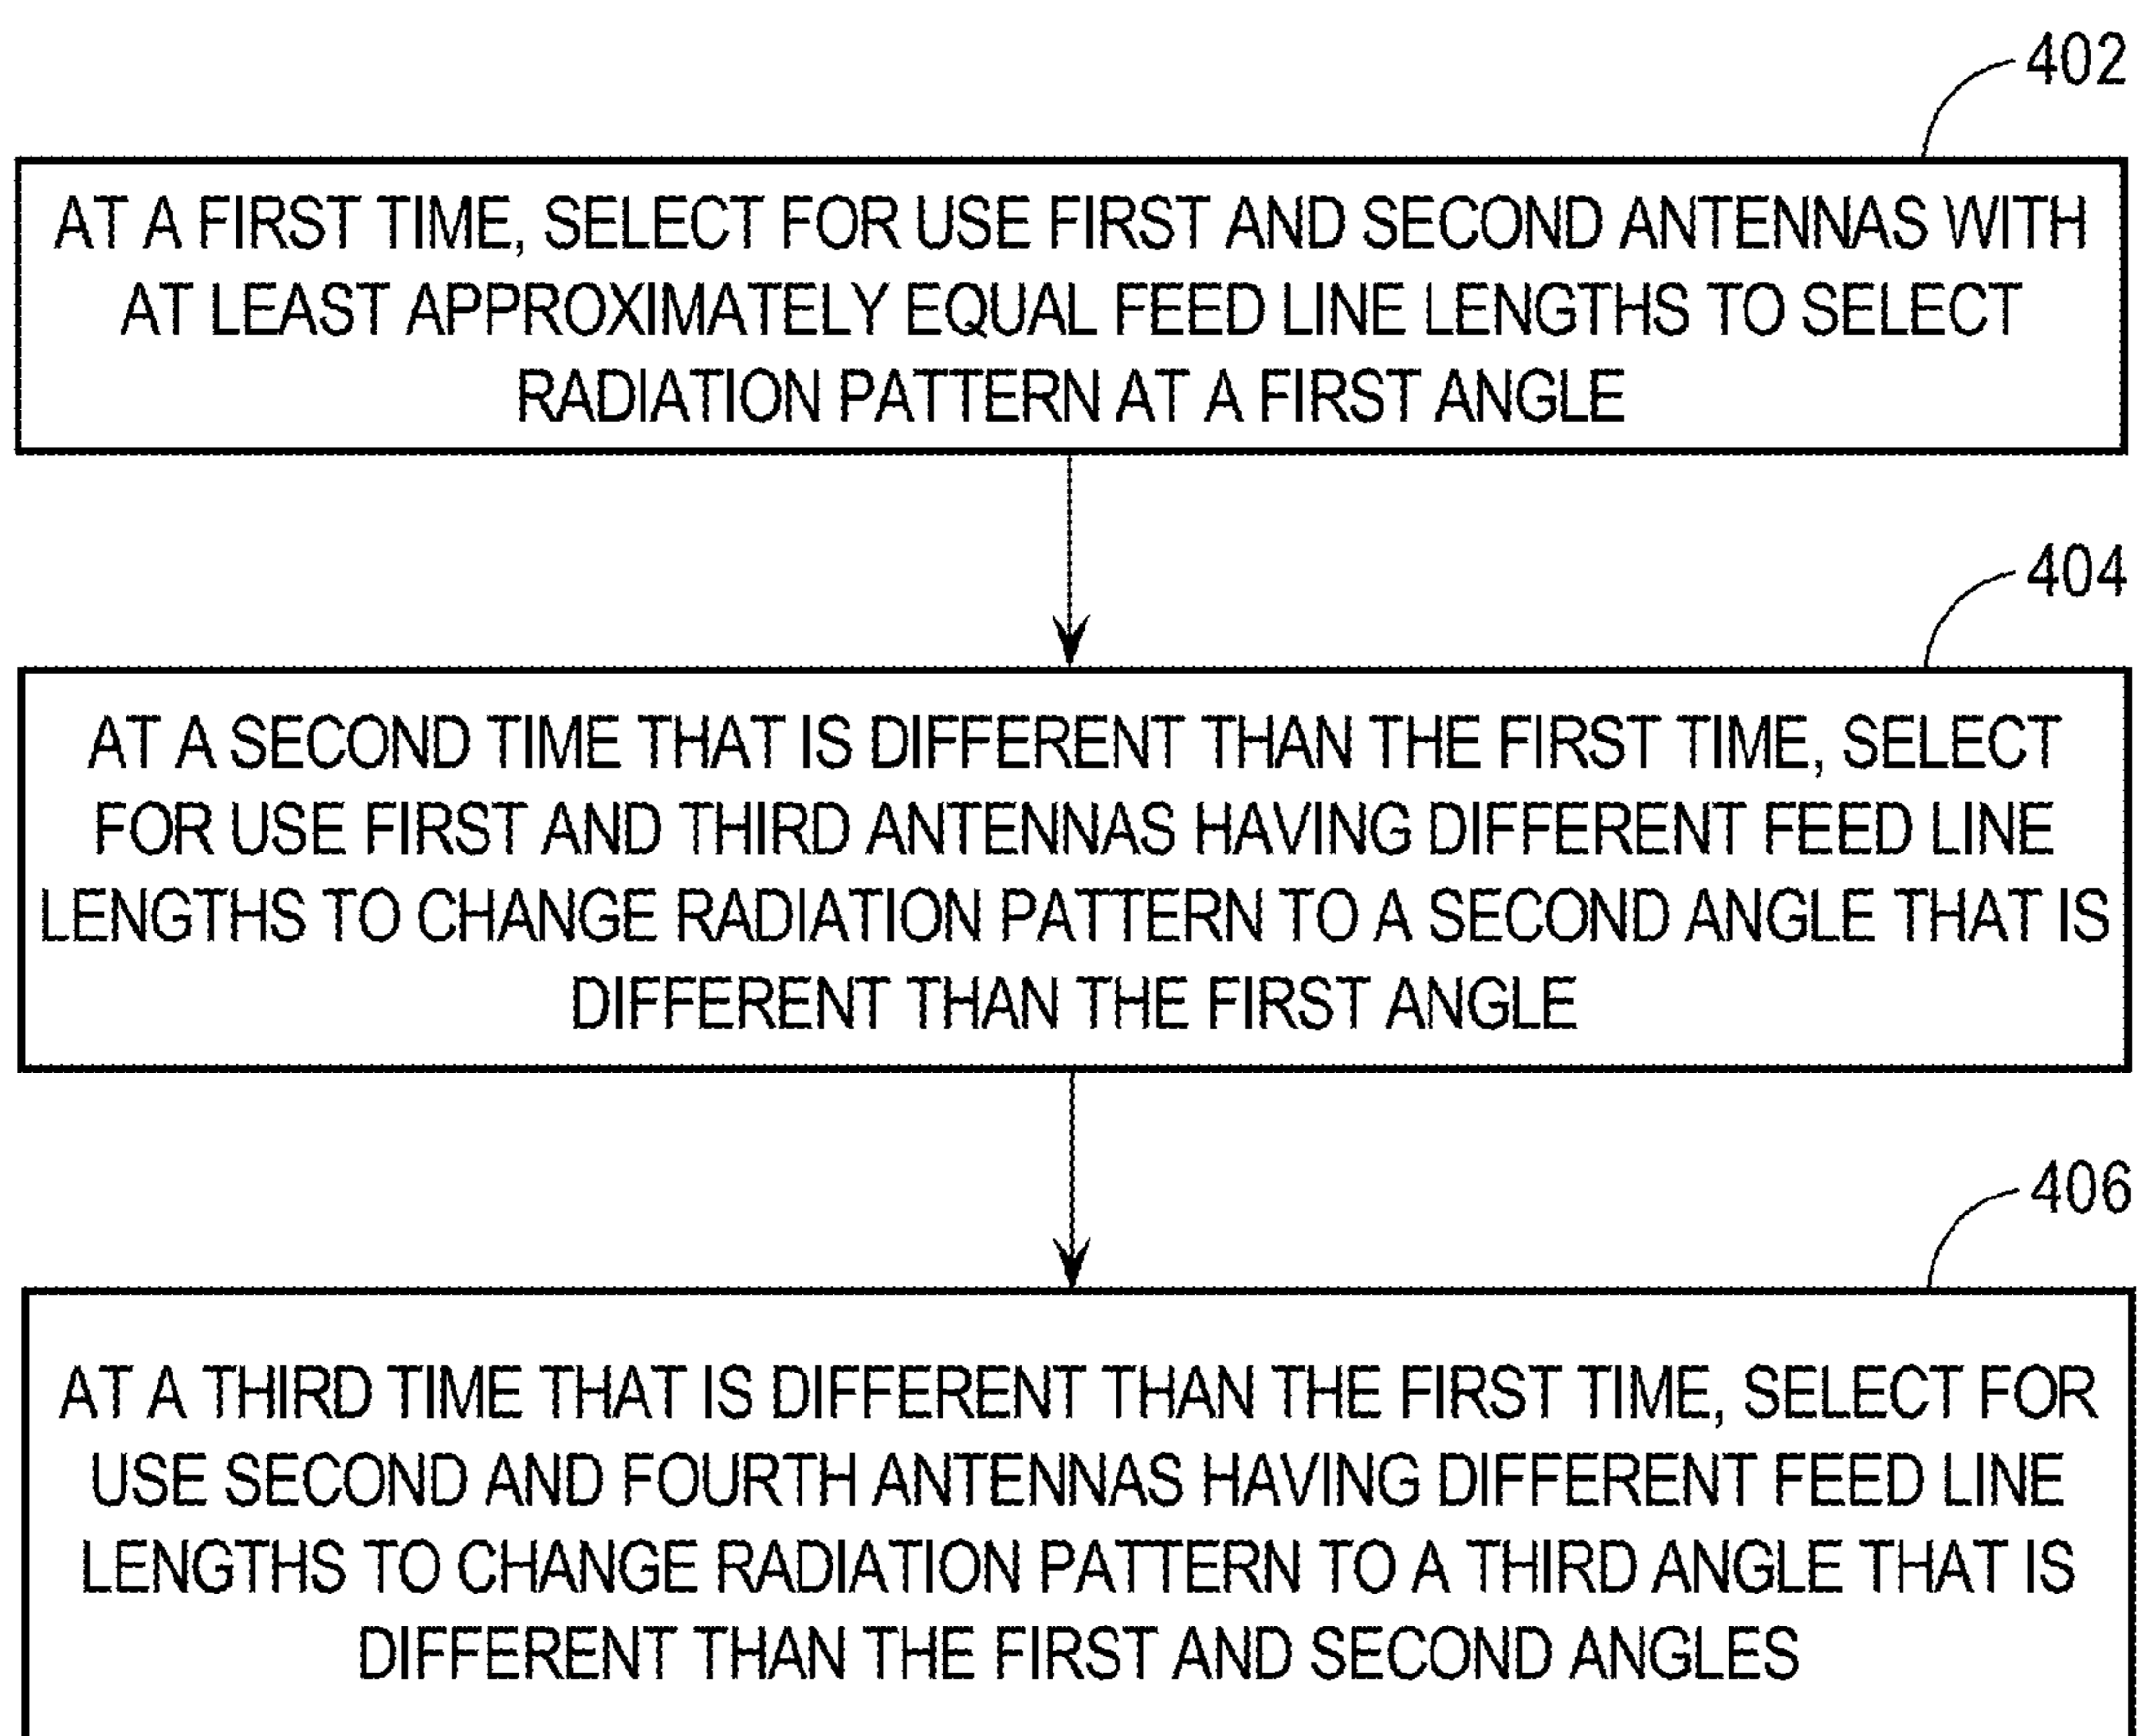 402
AT A FIRST TIME, SELECT FOR USE FIRST AND SECOND ANTENNAS WITH
AT LEAST APPROXIMATELY EQUAL FEED LINE LENGTHS TO SELECT
RADIATION PATTERN AT A FIRST ANGLE
404
AT A SECOND TIME THAT IS DIFFERENT THAN THE FIRST TIME, SELECT
FOR USE FIRST AND THIRD ANTENNAS HAVING DIFFERENT FEED LINE
LENGTHS TO CHANGE RADIATION PATTERN TO A SECOND ANGLE THAT IS
DIFFERENT THAN THE FIRST ANGLE
406
AT A THIRD TIME THAT IS DIFFERENT THAN THE FIRST TIME, SELECT FOR
USE SECOND AND FOURTH ANTENNAS HAVING DIFFERENT FEED LINE
LENGTHS TO CHANGE RADIATION PATTERN TO A THIRD ANGLE THAT IS
DIFFERENT THAN THE FIRST AND SECOND ANGLES